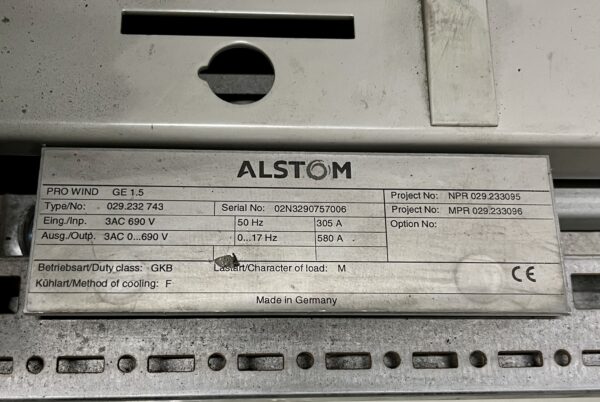 ALSTOM
PRO WIND GE 1.5
Project No: NPR 029.233095
Type/No: 029.232 743 Serial No: 02N3290757006
Project No: MPR 029.233096
Eing./Inp. 3AC 690 V 50 Hz 305 A
Option No:
Ausg./Outp. 3AC 0...690 V 0...17 Hz 580 A
Betriebsart/Duty class: GKB Lastart/Character of load: M
CE
Kühlart/Method of cooling: F
Made in Germany